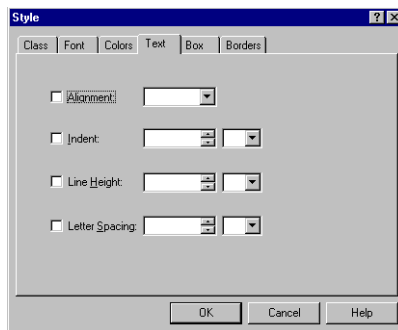 Style
Class Font Colors Text Box Borders
Alignment:
Indent:
Line Height:
Letter Spacing:
OK Cancel Help